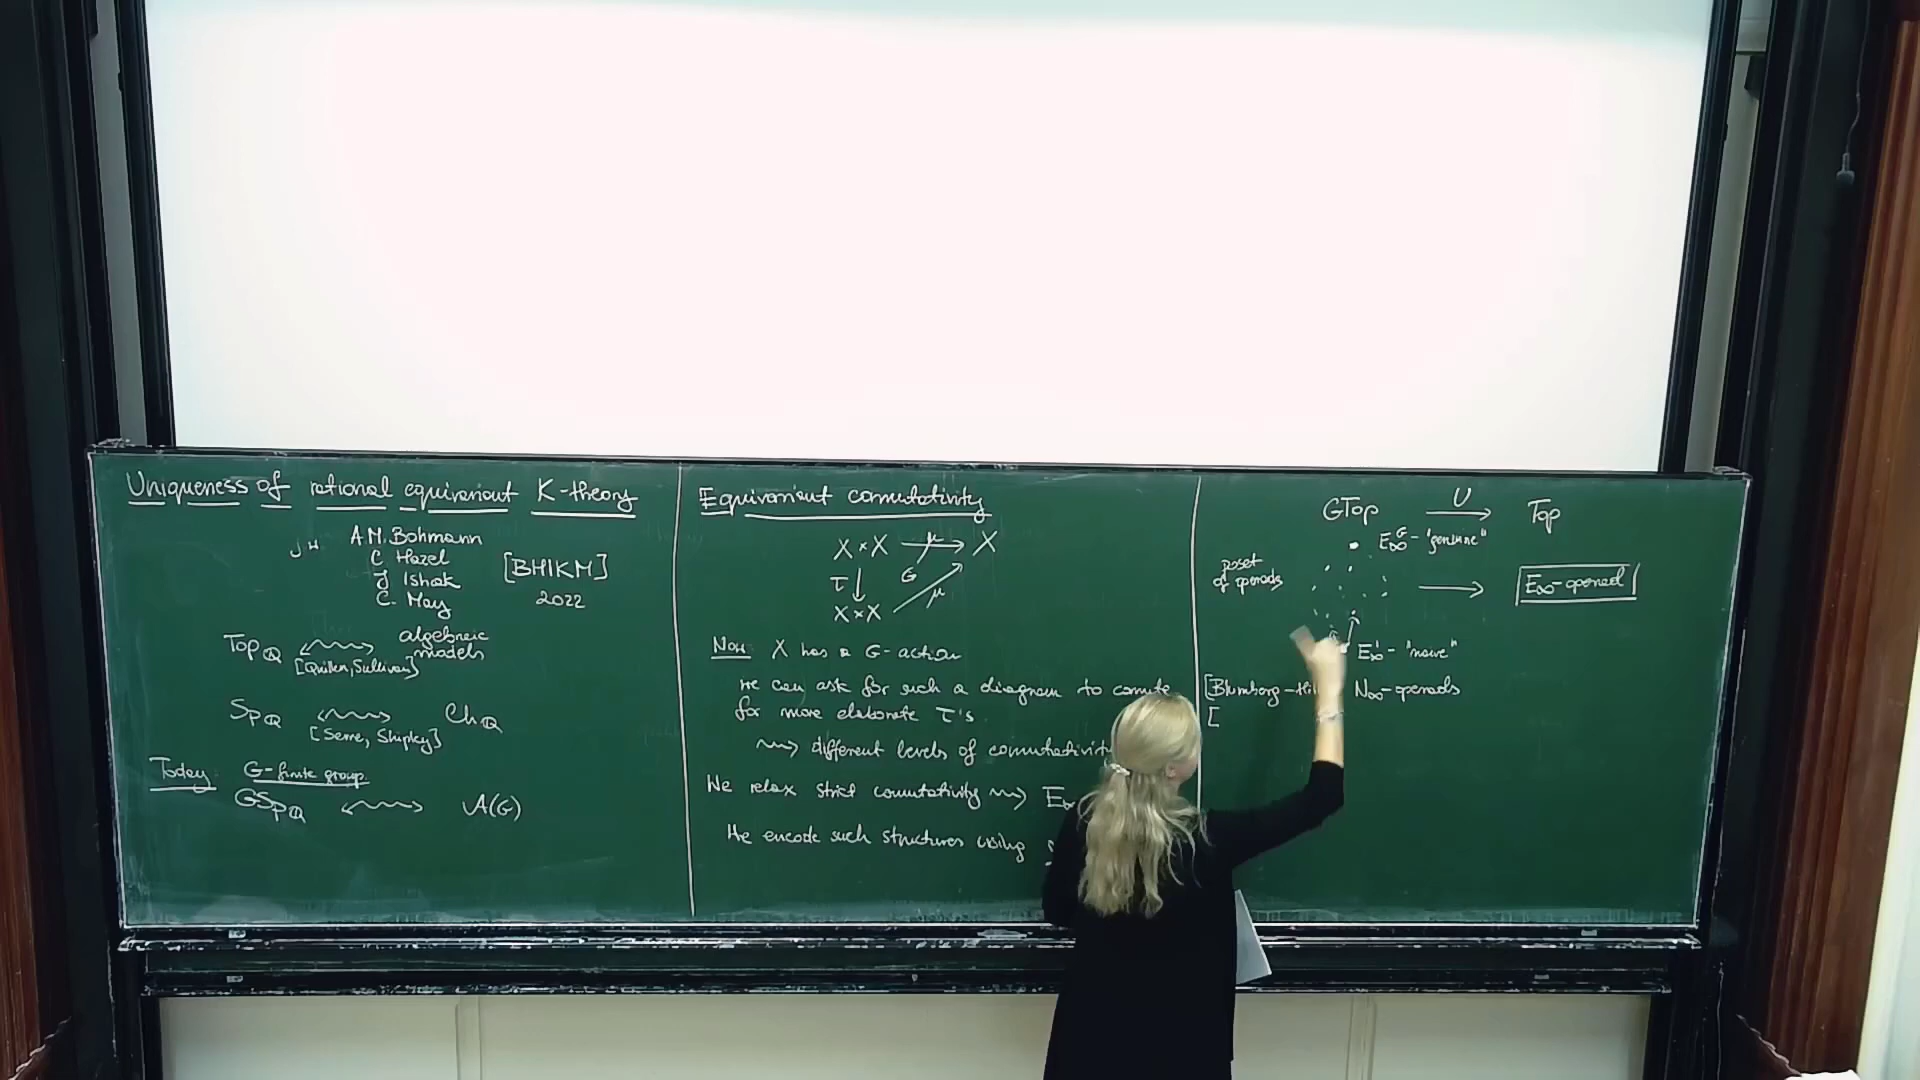 Uniqueness of rational equivariant K-theory
j.w. A.M. Bohmann
C Hazel
J Ishak
C. May
[BHIKM]
2022
Top_Q ⟷ algebraic models
[Quillen, Sullivan]
Sp_Q ⟷ Ch_Q
[Serre, Shipley]
Today: G-finite group.
GSp_Q ⟷ A(G)
Equivariant commutativity
X × X —μ→ X
τ ↓ G μ
X × X
Now: X has a G-action
We can ask for such a diagram to commute
for more elaborate τ's
⇝ different levels of commutativity
We relax strict commutativity ⇝ E∞
We encode such structures using
GTop —U→ Top
E∞^G - "genuine"
poset
of operads
→ E∞-operad
E∞^1 - "naive"
[Blumberg-Hill N∞-operads
[